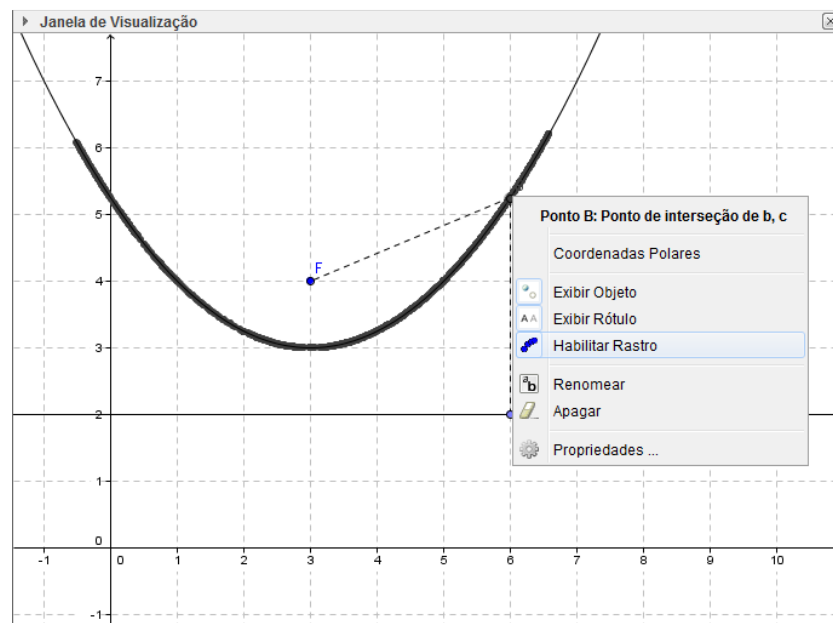 Janela de Visualização
7
6
5
4
F
3
2
1
0
-1
-1 0 1 2 3 4 5 6 7 8 9 10
Ponto B: Ponto de interseção de b, c
Coordenadas Polares
Exibir Objeto
AA Exibir Rótulo
Habilitar Rastro
ab Renomear
Apagar
Propriedades ...